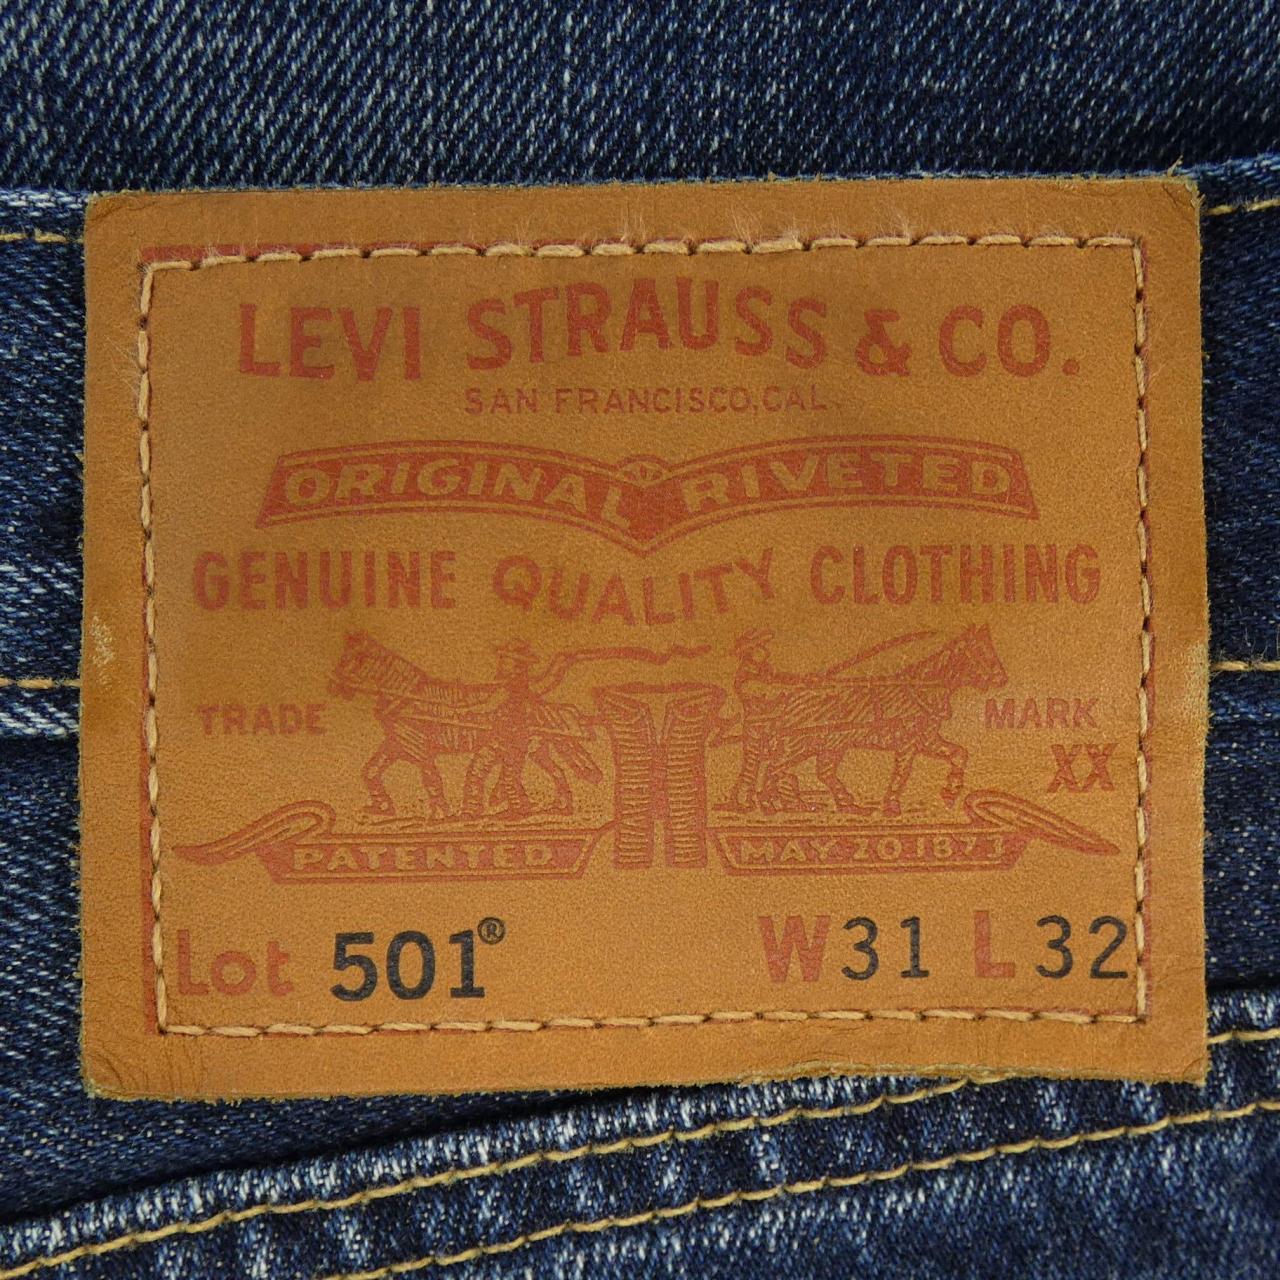 LEVI STRAUSS & CO.
SAN FRANCISCO, CAL.
ORIGINAL RIVETED
GENUINE QUALITY CLOTHING
TRADE MARK
XX
PATENTED MAY 20 1873
Lot 501® W31 L32